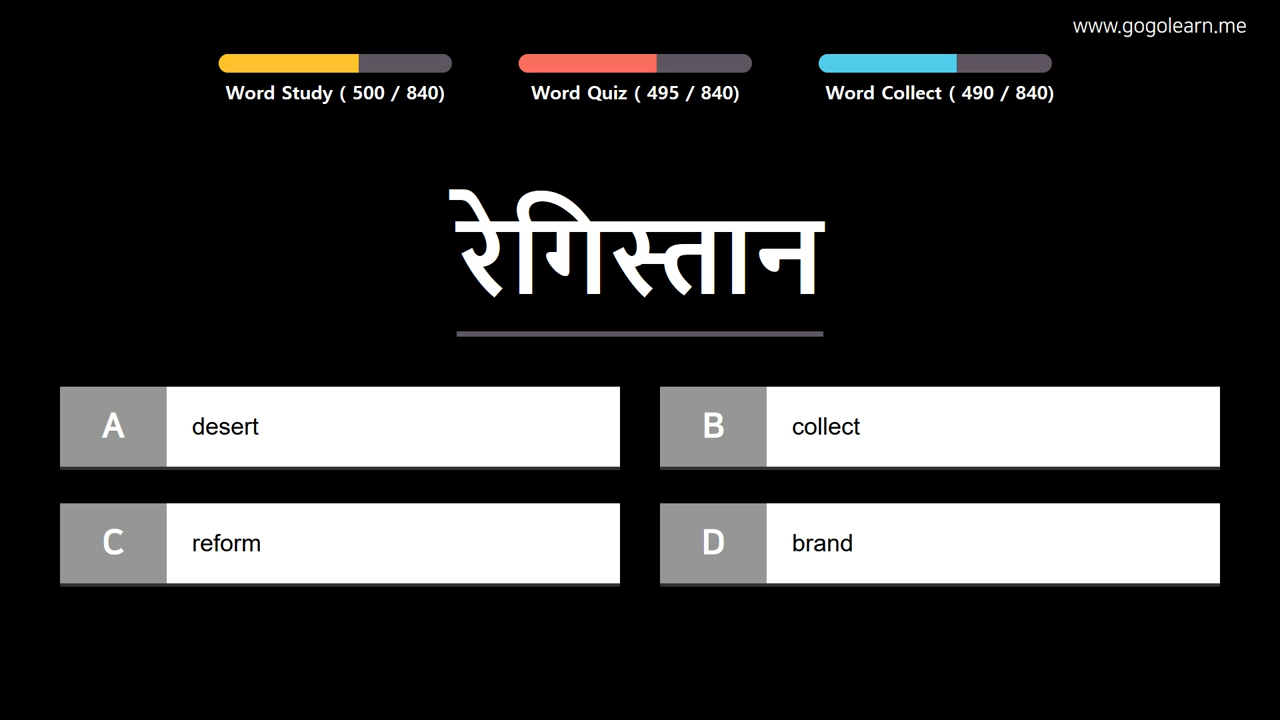 www.gogolearn.me
Word Study ( 500 / 840)
Word Quiz ( 495 / 840)
Word Collect ( 490 / 840)
रेगिस्तान
A desert
B collect
C reform
D brand